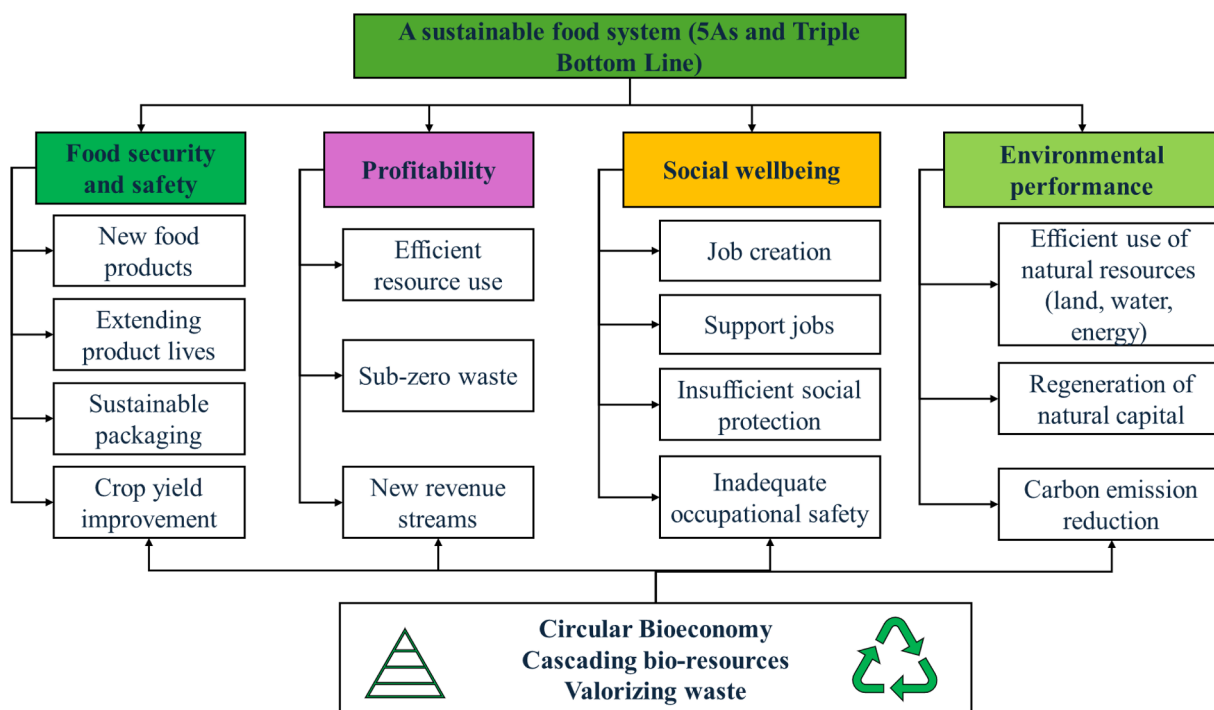 A sustainable food system (5As and Triple
Bottom Line)
Food security
and safety
New food
products
Extending
product lives
Sustainable
packaging
Crop yield
improvement
Profitability
Efficient
resource use
Sub-zero waste
New revenue
streams
Social wellbeing
Job creation
Support jobs
Insufficient social
protection
Inadequate
occupational safety
Environmental
performance
Efficient use of
natural resources
(land, water,
energy)
Regeneration of
natural capital
Carbon emission
reduction
Circular Bioeconomy
Cascading bio-resources
Valorizing waste